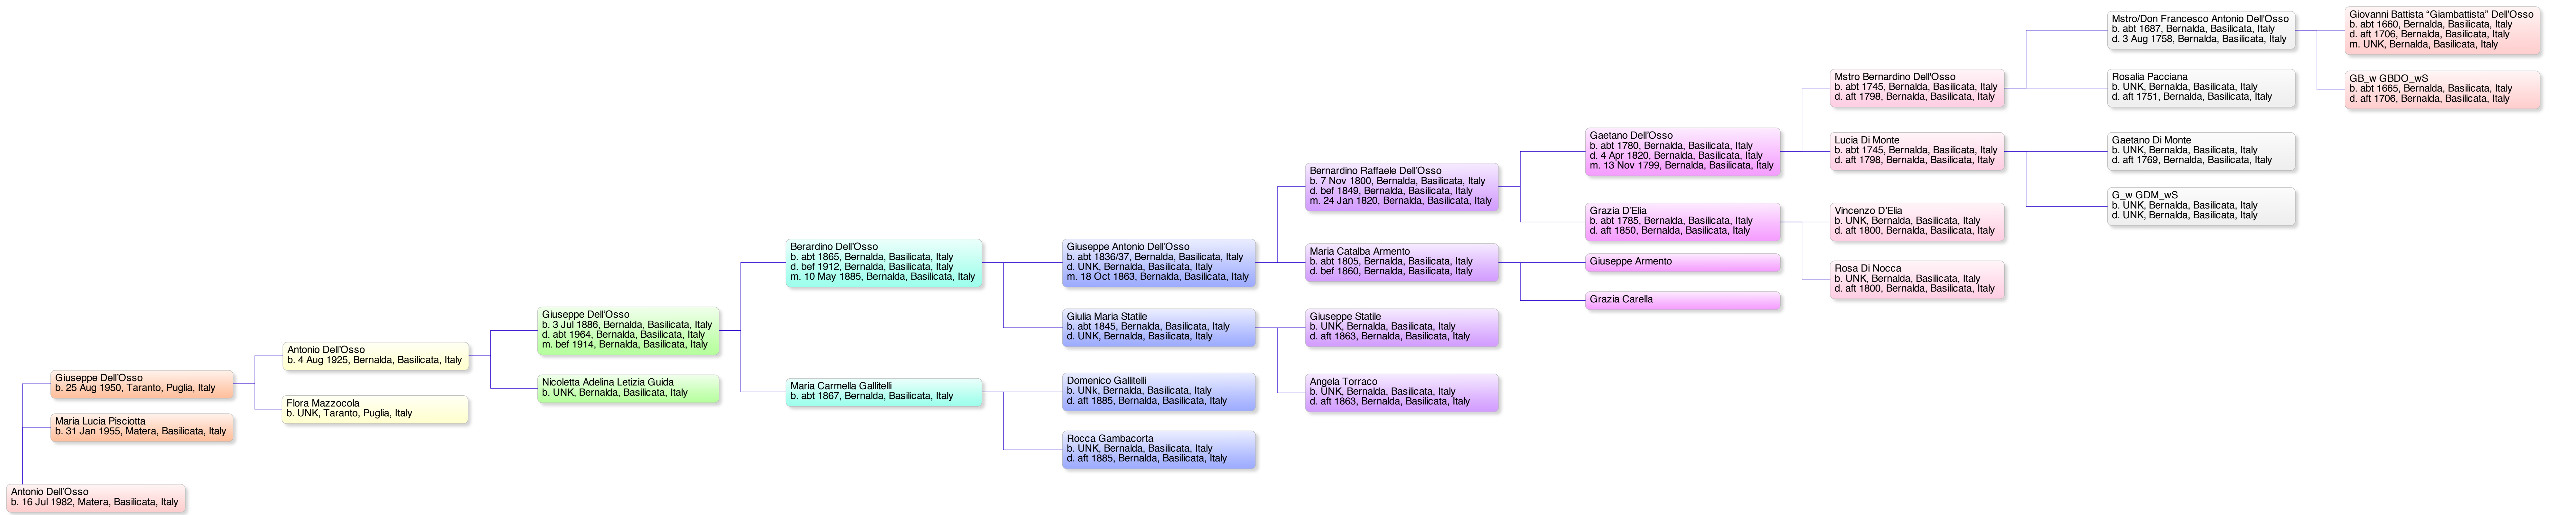 Antonio Dell'Osso
b. 16 Jul 1982, Matera, Basilicata, Italy
Giuseppe Dell'Osso
b. 25 Aug 1950, Taranto, Puglia, Italy
Maria Lucia Pisciotta
b. 31 Jan 1955, Matera, Basilicata, Italy
Antonio Dell'Osso
b. 4 Aug 1925, Bernalda, Basilicata, Italy
Flora Mazzocola
b. UNK, Taranto, Puglia, Italy
Giuseppe Dell'Osso
b. 3 Jul 1886, Bernalda, Basilicata, Italy
d. abt 1964, Bernalda, Basilicata, Italy
m. bef 1914, Bernalda, Basilicata, Italy
Nicoletta Adelina Letizia Guida
b. UNK, Bernalda, Basilicata, Italy
Berardino Dell'Osso
b. abt 1865, Bernalda, Basilicata, Italy
d. bef 1912, Bernalda, Basilicata, Italy
m. 10 May 1885, Bernalda, Basilicata, Italy
Maria Carmella Gallitelli
b. abt 1867, Bernalda, Basilicata, Italy
Giuseppe Antonio Dell'Osso
b. abt 1836/37, Bernalda, Basilicata, Italy
d. UNK, Bernalda, Basilicata, Italy
m. 18 Oct 1863, Bernalda, Basilicata, Italy
Giulia Maria Statile
b. abt 1845, Bernalda, Basilicata, Italy
d. UNK, Bernalda, Basilicata, Italy
Domenico Gallitelli
b. UNk, Bernalda, Basilicata, Italy
d. aft 1885, Bernalda, Basilicata, Italy
Rocca Gambacorta
b. UNK, Bernalda, Basilicata, Italy
d. aft 1885, Bernalda, Basilicata, Italy
Bernardino Raffaele Dell'Osso
b. 7 Nov 1800, Bernalda, Basilicata, Italy
d. bef 1849, Bernalda, Basilicata, Italy
m. 24 Jan 1820, Bernalda, Basilicata, Italy
Maria Catalba Armento
b. abt 1805, Bernalda, Basilicata, Italy
d. bef 1860, Bernalda, Basilicata, Italy
Giuseppe Statile
b. UNK, Bernalda, Basilicata, Italy
d. aft 1863, Bernalda, Basilicata, Italy
Angela Torraco
b. UNK, Bernalda, Basilicata, Italy
d. aft 1863, Bernalda, Basilicata, Italy
Gaetano Dell'Osso
b. abt 1780, Bernalda, Basilicata, Italy
d. 4 Apr 1820, Bernalda, Basilicata, Italy
m. 13 Nov 1799, Bernalda, Basilicata, Italy
Grazia D'Elia
b. abt 1785, Bernalda, Basilicata, Italy
d. aft 1850, Bernalda, Basilicata, Italy
Giuseppe Armento
Grazia Carella
Mstro Bernardino Dell'Osso
b. abt 1745, Bernalda, Basilicata, Italy
d. aft 1798, Bernalda, Basilicata, Italy
Lucia Di Monte
b. abt 1745, Bernalda, Basilicata, Italy
d. aft 1798, Bernalda, Basilicata, Italy
Vincenzo D'Elia
b. UNK, Bernalda, Basilicata, Italy
d. aft 1800, Bernalda, Basilicata, Italy
Rosa Di Nocca
b. UNK, Bernalda, Basilicata, Italy
d. aft 1800, Bernalda, Basilicata, Italy
Mstro/Don Francesco Antonio Dell'Osso
b. abt 1687, Bernalda, Basilicata, Italy
d. 3 Aug 1758, Bernalda, Basilicata, Italy
Rosalia Pacciana
b. UNK, Bernalda, Basilicata, Italy
d. aft 1751, Bernalda, Basilicata, Italy
Gaetano Di Monte
b. UNK, Bernalda, Basilicata, Italy
d. aft 1769, Bernalda, Basilicata, Italy
G_w GDM_wS
b. UNK, Bernalda, Basilicata, Italy
d. UNK, Bernalda, Basilicata, Italy
Giovanni Battista “Giambattista” Dell'Osso
b. abt 1660, Bernalda, Basilicata, Italy
d. aft 1706, Bernalda, Basilicata, Italy
m. UNK, Bernalda, Basilicata, Italy
GB_w GBDO_wS
b. abt 1665, Bernalda, Basilicata, Italy
d. aft 1706, Bernalda, Basilicata, Italy